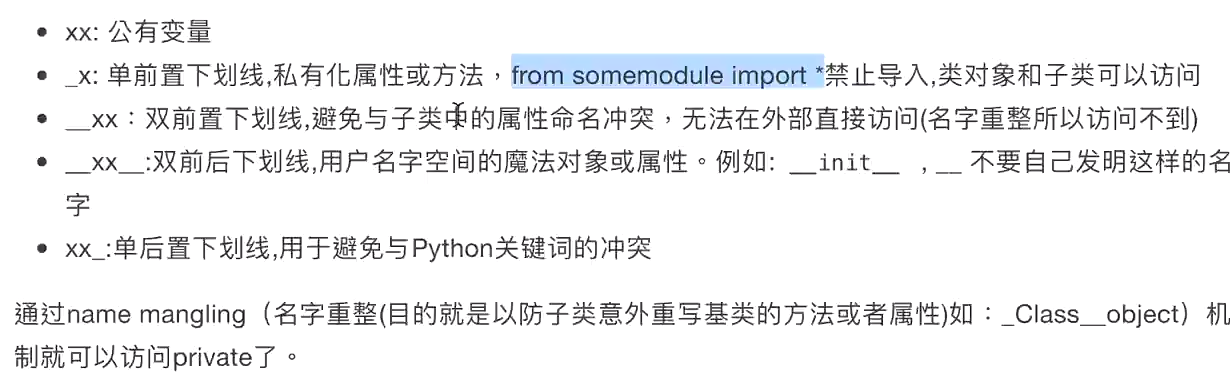 xx: 公有变量
_x: 单前置下划线,私有化属性或方法，from somemodule import *禁止导入,类对象和子类可以访问
__xx：双前置下划线,避免与子类中的属性命名冲突，无法在外部直接访问(名字重整所以访问不到)
__xx__:双前后下划线,用户名字空间的魔法对象或属性。例如: __init__ , __ 不要自己发明这样的名
字
xx_:单后置下划线,用于避免与Python关键词的冲突
通过name mangling（名字重整(目的就是以防子类意外重写基类的方法或者属性)如：_Class__object）机
制就可以访问private了。